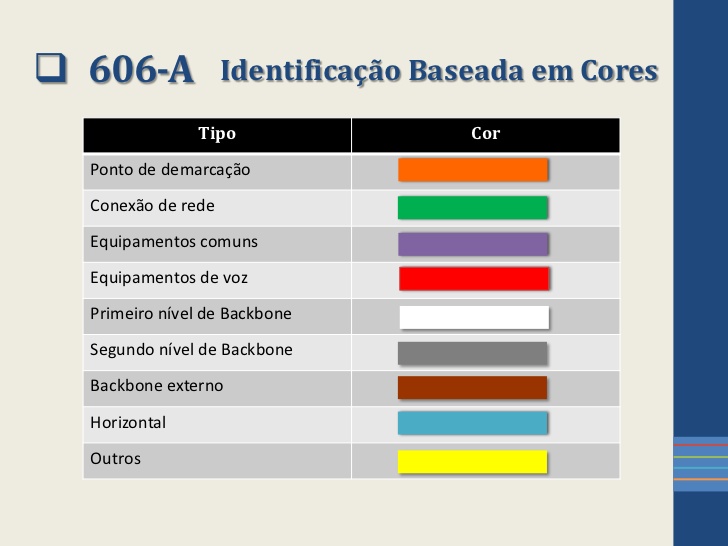 606-A Identificação Baseada em Cores
Tipo Cor
Ponto de demarcação
Conexão de rede
Equipamentos comuns
Equipamentos de voz
Primeiro nível de Backbone
Segundo nível de Backbone
Backbone externo
Horizontal
Outros